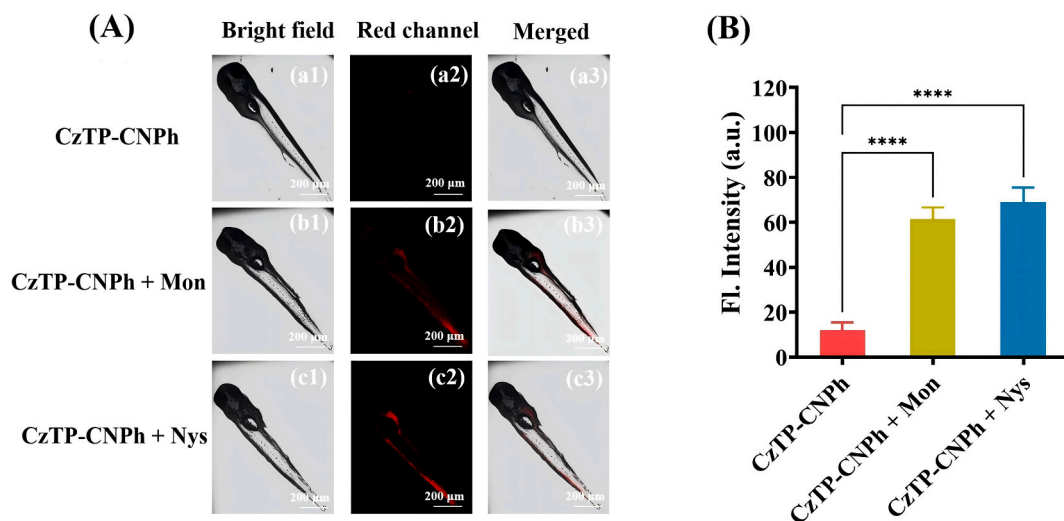 (A)
Bright field Red channel Merged
CzTP-CNPh
(a1) (a2) (a3)
200 μm 200 μm 200 μm
CzTP-CNPh + Mon
(b1) (b2) (b3)
200 μm 200 μm 200 μm
CzTP-CNPh + Nys
(c1) (c2) (c3)
200 μm 200 μm 200 μm
(B)
Fl. Intensity (a.u.)
120
100
80
60
40
20
0
****
****
CzTP-CNPh
CzTP-CNPh + Mon
CzTP-CNPh + Nys